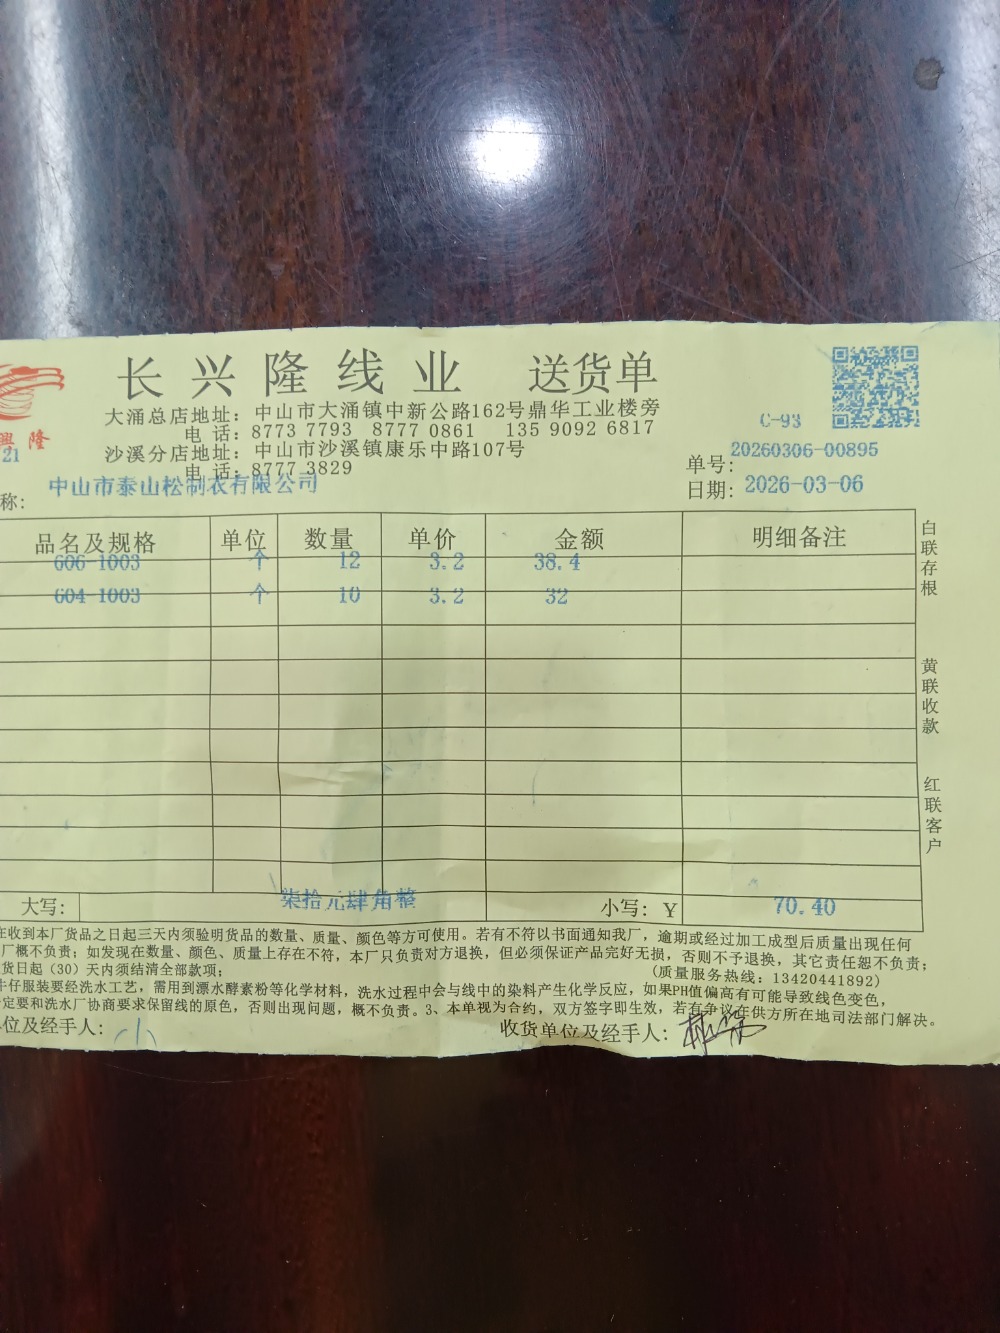 長兴隆线业 送货单
興隆
大涌总店地址：中山市大涌镇中新公路162号鼎华工业楼旁
电 话：8773 7793 8777 0861 135 9092 6817
C-93
21
沙溪分店地址：中山市沙溪镇康乐中路107号
电 话：8777 3829
单号：20260306-00895
称：中山市泰山松制衣有限公司
日期：2026-03-06
品名及规格 单位 数量 单价 金额 明细备注
606-1003 个 12 3.2 38.4
604-1003 个 10 3.2 32
白联存根
黄联收款
红联客户
大写：柒拾元肆角整 小写：Y 70.40
在收到本厂货品之日起三天内须验明货品的数量、质量、颜色等方可使用。若有不符以书面通知我厂，逾期或经过加工成型后质量出现任何
厂概不负责；如发现在数量、颜色、质量上存在不符，本厂只负责对方退换，但必须保证产品完好无损，否则不予退换，其它责任恕不负责；
货日起（30）天内须结清全部款项； （质量服务热线：13420441892）
牛仔服装要经洗水工艺，需用到漂水酵素粉等化学材料，洗水过程中会与线中的染料产生化学反应，如果PH值偏高有可能导致线色变色，
定要和洗水厂协商要求保留线的原色，否则出现问题，概不负责。3、本单视为合约，双方签字即生效，若有争议在供方所在地司法部门解决。
位及经手人： 收货单位及经手人：